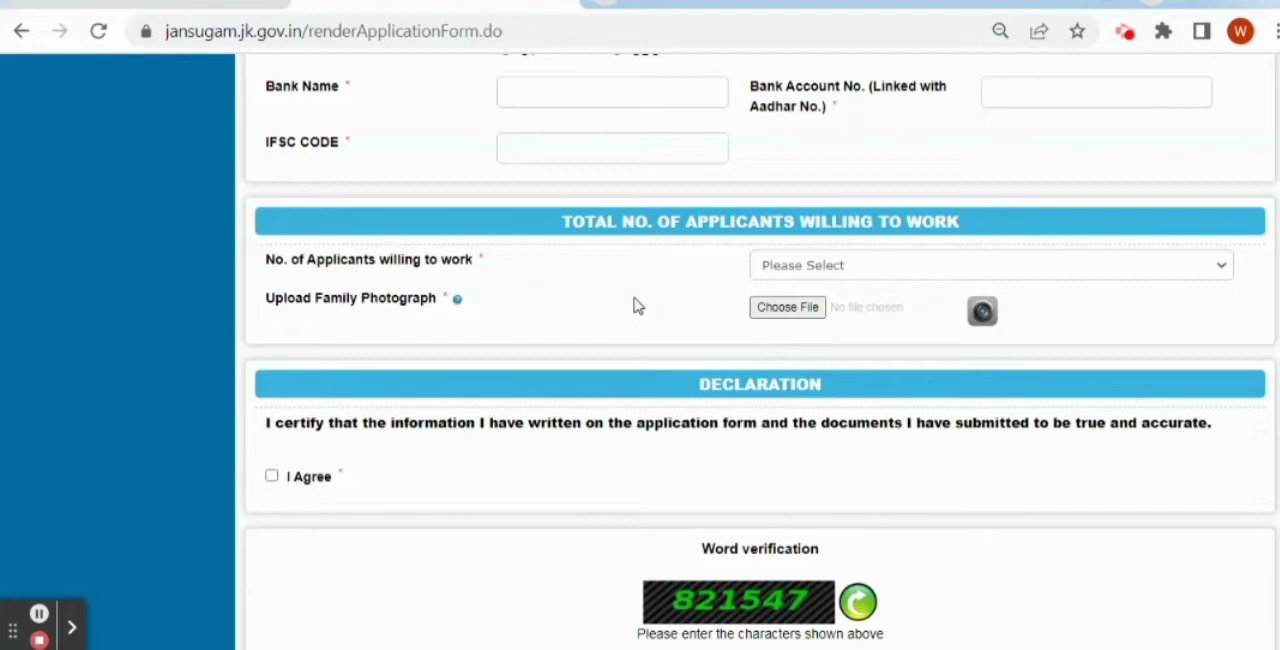 jansugam.jk.gov.in/renderApplicationForm.do
W
Bank Name *
Bank Account No. (Linked with
Aadhar No.) *
IFSC CODE *
TOTAL NO. OF APPLICANTS WILLING TO WORK
No. of Applicants willing to work *
Please Select
Upload Family Photograph *
Choose File No file chosen
DECLARATION
I certify that the information I have written on the application form and the documents I have submitted to be true and accurate.
I Agree *
Word verification
821547
Please enter the characters shown above